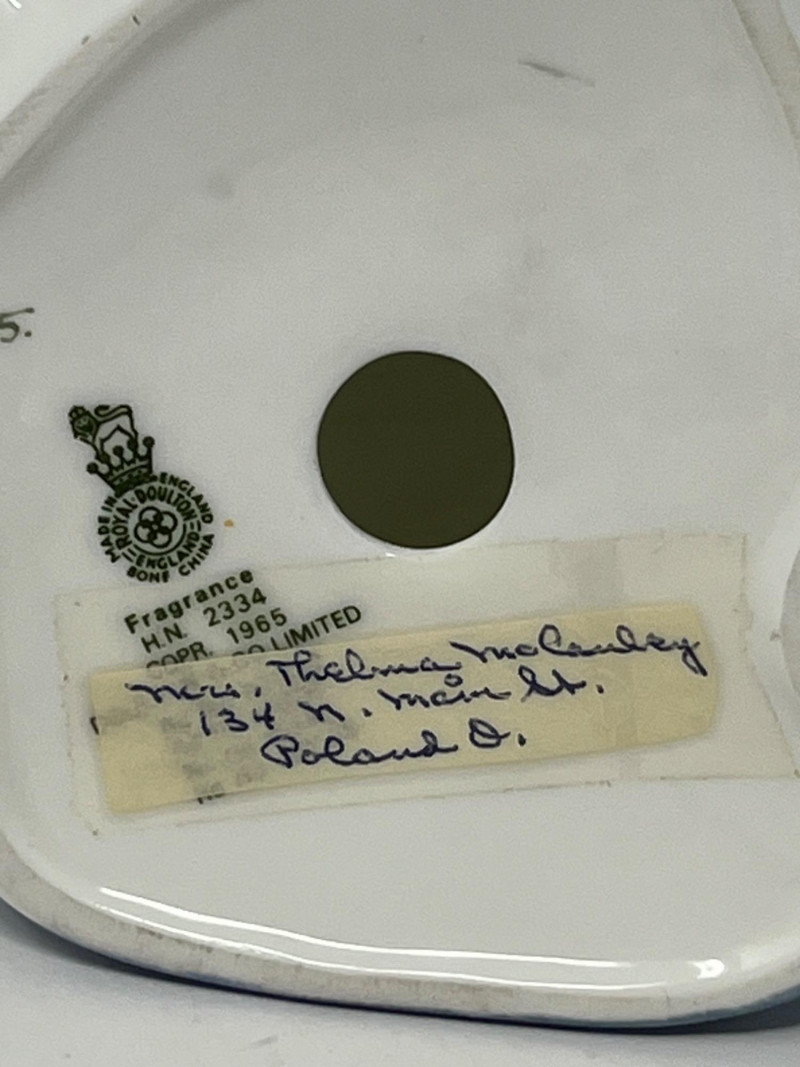 5.
MADE IN ENGLAND
ROYAL·DOULTON
ENGLAND
BONE CHINA
Fragrance
H.N. 2334
COPR. 1965
CO LIMITED
Mrs. Thelma
134 N. Main St.
Poland O.